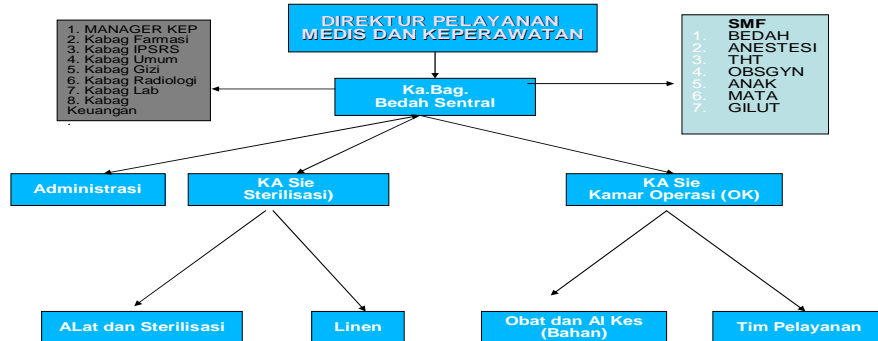 DIREKTUR PELAYANAN
MEDIS DAN KEPERAWATAN
1. MANAGER KEP
2. Kabag Farmasi
3. Kabag IPSRS
4. Kabag Umum
5. Kabag Gizi
6. Kabag Radiologi
7. Kabag Lab
8. Kabag
Keuangan
.
SMF
1. BEDAH
2. ANESTESI
3. THT
4. OBSGYN
5. ANAK
6. MATA
7. GILUT
Ka.Bag.
Bedah Sentral
Administrasi
KA Sie
Sterilisasi)
KA Sie
Kamar Operasi (OK)
ALat dan Sterilisasi
Linen
Obat dan Al Kes
(Bahan)
Tim Pelayanan